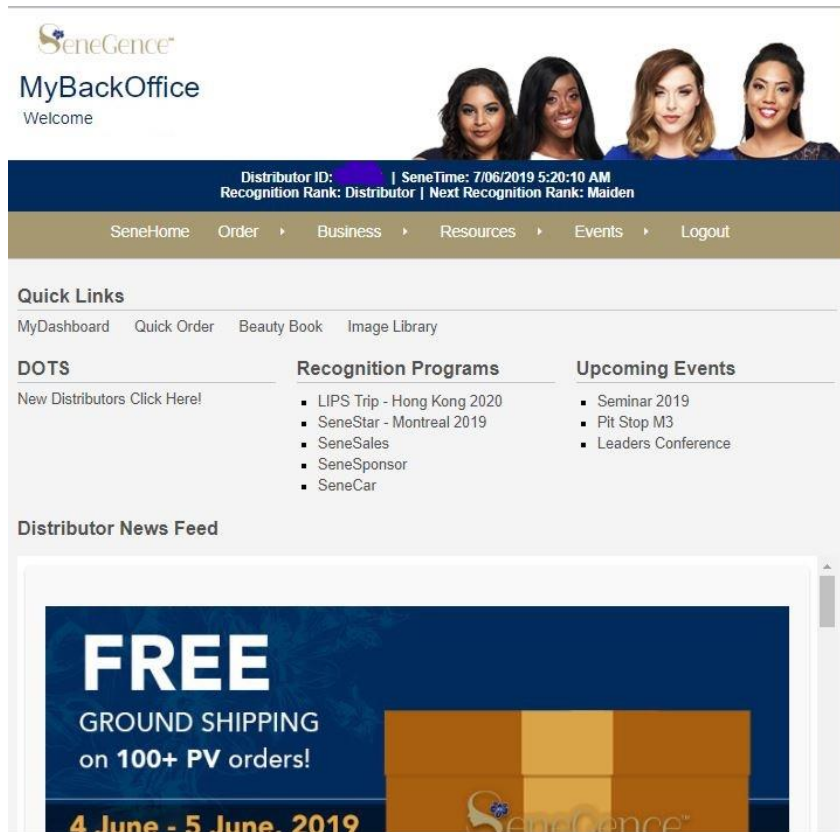 SeneGence™
MyBackOffice
Welcome
Distributor ID: | SeneTime: 7/06/2019 5:20:10 AM
Recognition Rank: Distributor | Next Recognition Rank: Maiden
SeneHome Order Business Resources Events Logout
Quick Links
MyDashboard Quick Order Beauty Book Image Library
DOTS
New Distributors Click Here!
Recognition Programs
LIPS Trip - Hong Kong 2020
SeneStar - Montreal 2019
SeneSales
SeneSponsor
SeneCar
Upcoming Events
Seminar 2019
Pit Stop M3
Leaders Conference
Distributor News Feed
FREE
GROUND SHIPPING
on 100+ PV orders!
4 June - 5 June, 2019
SeneGence™